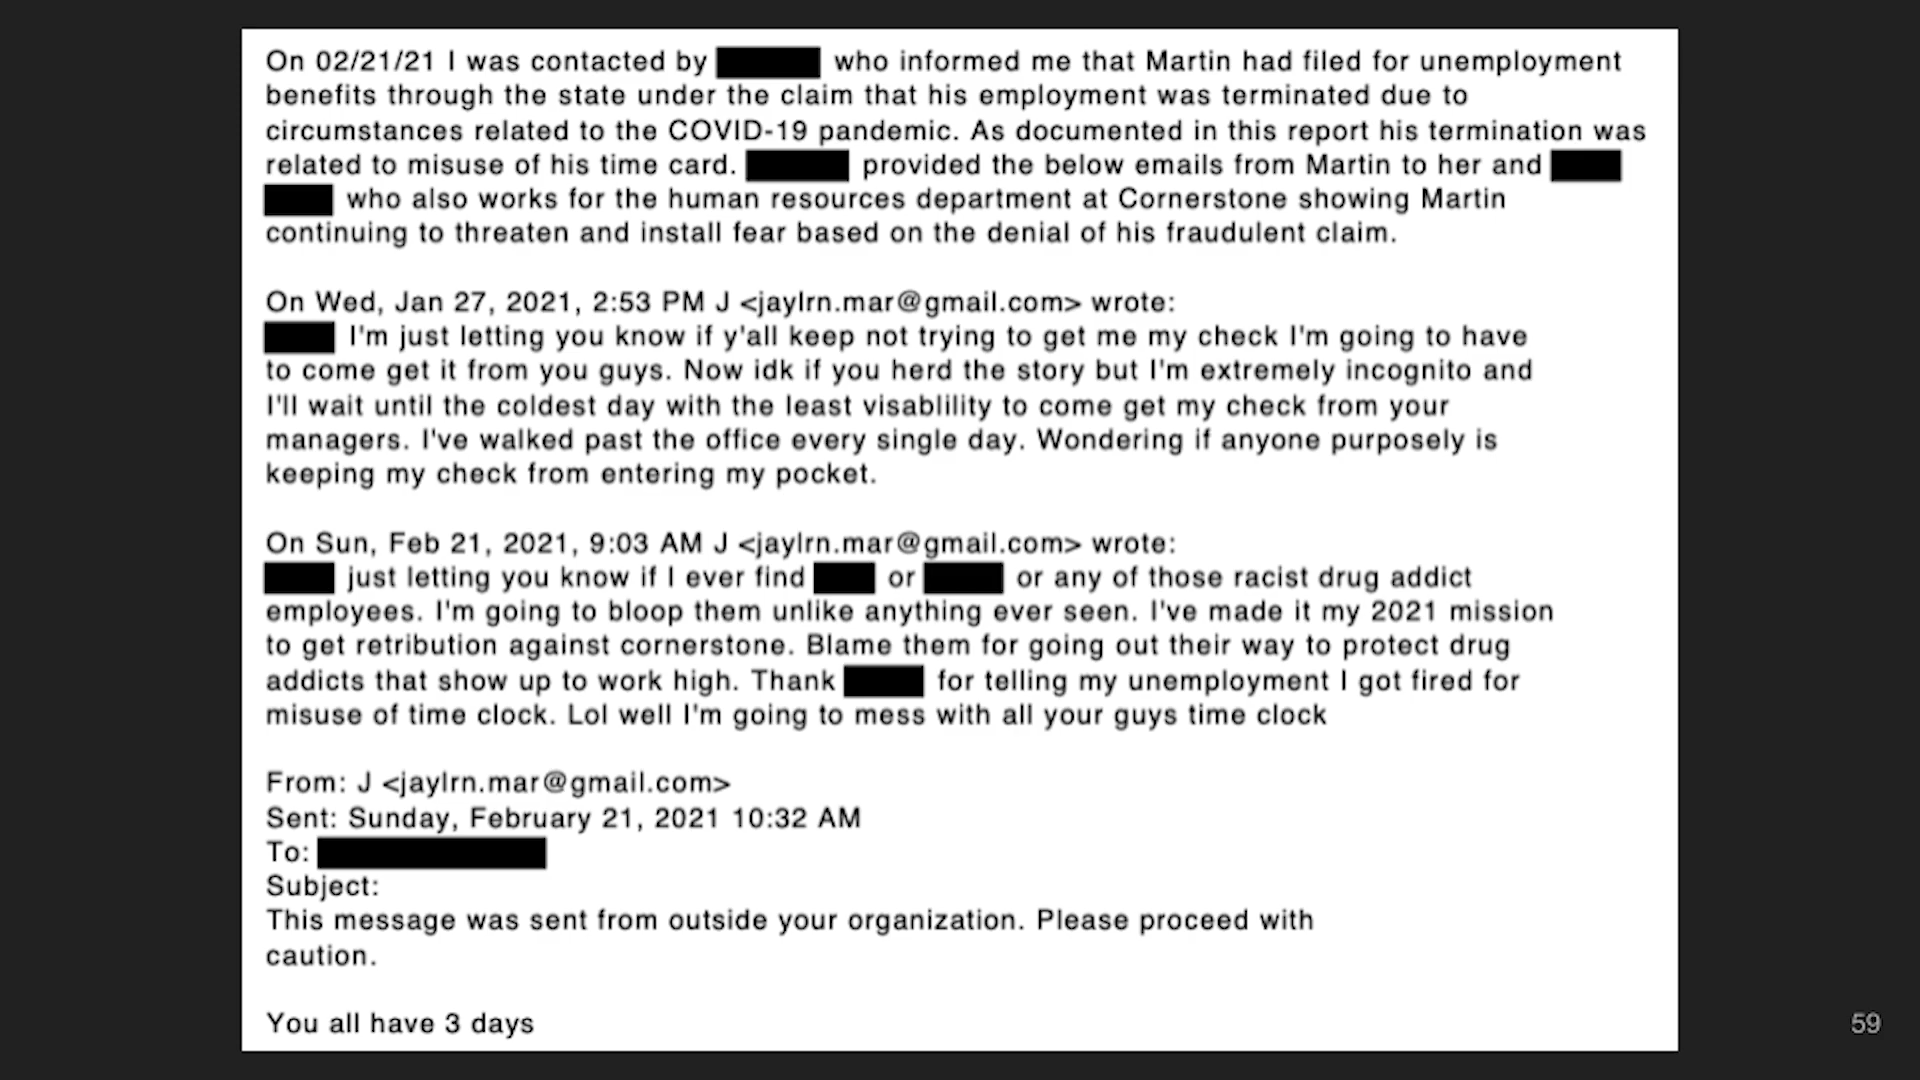 On 02/21/21 I was contacted by who informed me that Martin had filed for unemployment
benefits through the state under the claim that his employment was terminated due to
circumstances related to the COVID-19 pandemic. As documented in this report his termination was
related to misuse of his time card. provided the below emails from Martin to her and
who also works for the human resources department at Cornerstone showing Martin
continuing to threaten and install fear based on the denial of his fraudulent claim.
On Wed, Jan 27, 2021, 2:53 PM J <jaylrn.mar@gmail.com> wrote:
I'm just letting you know if y'all keep not trying to get me my check I'm going to have
to come get it from you guys. Now idk if you herd the story but I'm extremely incognito and
I'll wait until the coldest day with the least visablility to come get my check from your
managers. I've walked past the office every single day. Wondering if anyone purposely is
keeping my check from entering my pocket.
On Sun, Feb 21, 2021, 9:03 AM J <jaylrn.mar@gmail.com> wrote:
just letting you know if I ever find or or any of those racist drug addict
employees. I'm going to bloop them unlike anything ever seen. I've made it my 2021 mission
to get retribution against cornerstone. Blame them for going out their way to protect drug
addicts that show up to work high. Thank for telling my unemployment I got fired for
misuse of time clock. Lol well I'm going to mess with all your guys time clock
From: J <jaylrn.mar@gmail.com>
Sent: Sunday, February 21, 2021 10:32 AM
To:
Subject:
This message was sent from outside your organization. Please proceed with
caution.
You all have 3 days
59